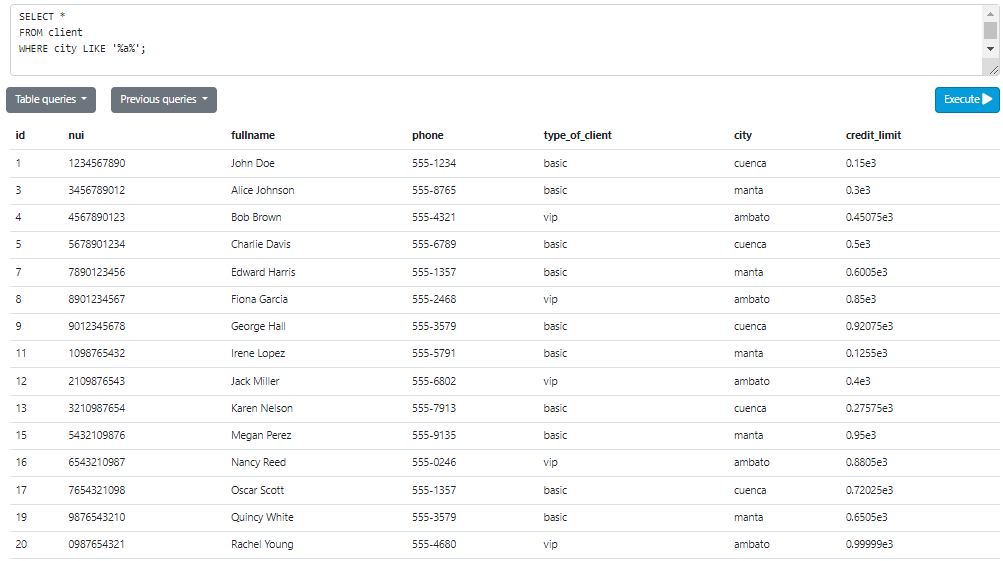 SELECT *
FROM client
WHERE city LIKE '%a%';
Table queries Previous queries Execute
id nui fullname phone type_of_client city credit_limit
1 1234567890 John Doe 555-1234 basic cuenca 0.15e3
3 3456789012 Alice Johnson 555-8765 basic manta 0.3e3
4 4567890123 Bob Brown 555-4321 vip ambato 0.45075e3
5 5678901234 Charlie Davis 555-6789 basic cuenca 0.5e3
7 7890123456 Edward Harris 555-1357 basic manta 0.6005e3
8 8901234567 Fiona Garcia 555-2468 vip ambato 0.85e3
9 9012345678 George Hall 555-3579 basic cuenca 0.92075e3
11 1098765432 Irene Lopez 555-5791 basic manta 0.1255e3
12 2109876543 Jack Miller 555-6802 vip ambato 0.4e3
13 3210987654 Karen Nelson 555-7913 basic cuenca 0.27575e3
15 5432109876 Megan Perez 555-9135 basic manta 0.95e3
16 6543210987 Nancy Reed 555-0246 vip ambato 0.8805e3
17 7654321098 Oscar Scott 555-1357 basic cuenca 0.72025e3
19 9876543210 Quincy White 555-3579 basic manta 0.6505e3
20 0987654321 Rachel Young 555-4680 vip ambato 0.99999e3